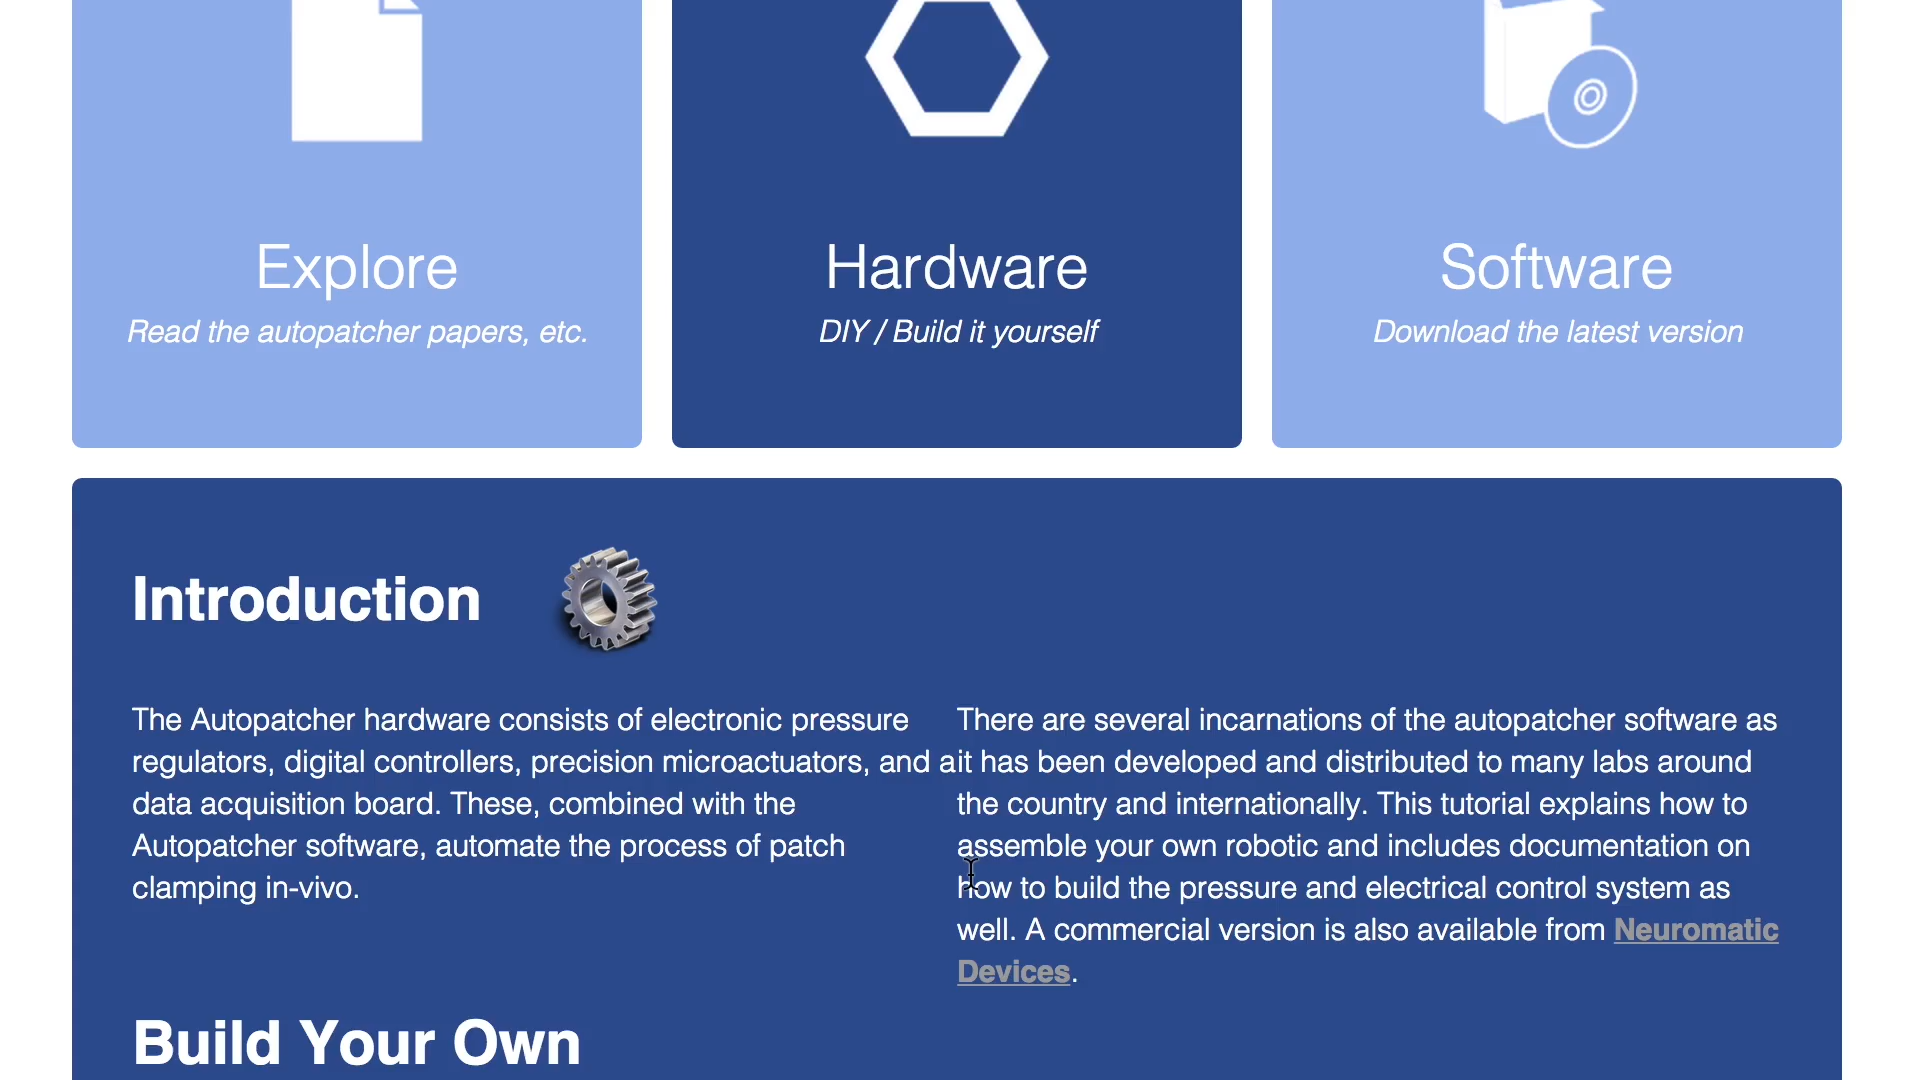 Explore
Read the autopatcher papers, etc.
Hardware
DIY / Build it yourself
Software
Download the latest version
Introduction
The Autopatcher hardware consists of electronic pressure
regulators, digital controllers, precision microactuators, and a
data acquisition board. These, combined with the
Autopatcher software, automate the process of patch
clamping in-vivo.
There are several incarnations of the autopatcher software as
it has been developed and distributed to many labs around
the country and internationally. This tutorial explains how to
assemble your own robotic and includes documentation on
how to build the pressure and electrical control system as
well. A commercial version is also available from Neuromatic
Devices.
Build Your Own